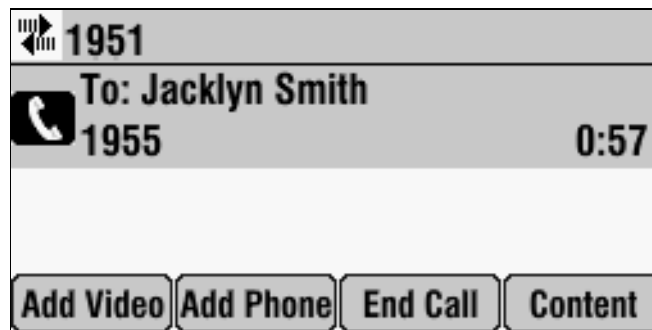 1951
To: Jacklyn Smith
1955 0:57
Add Video Add Phone End Call Content